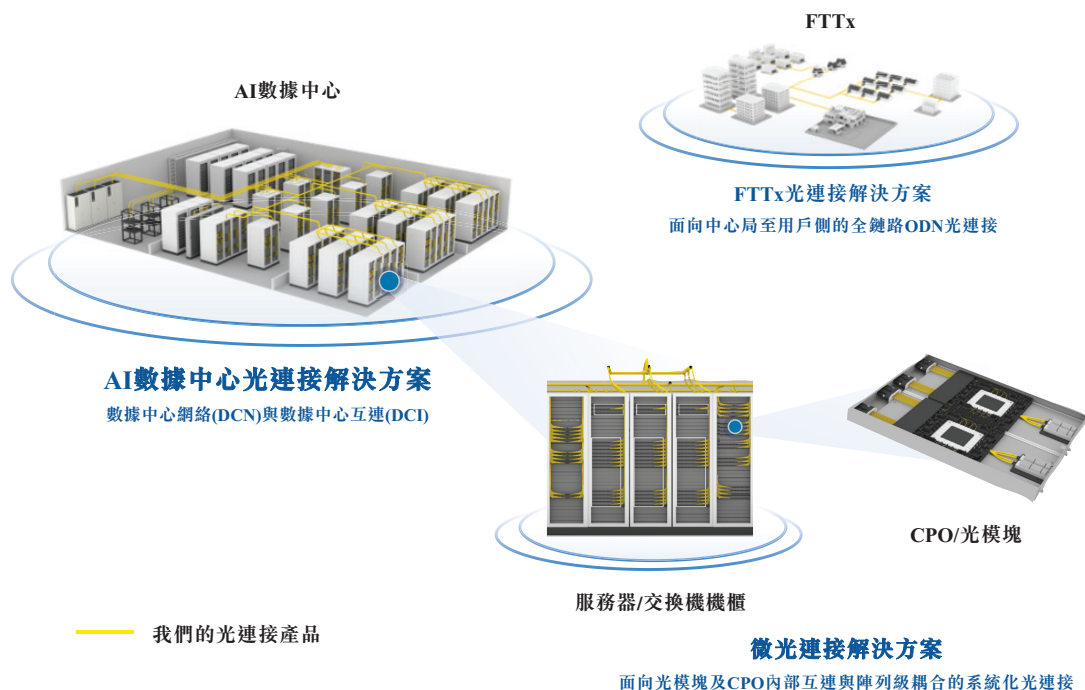 FTTx
AI數據中心
FTTx光連接解決方案
面向中心局至用戶側的全鏈路ODN光連接
AI數據中心光連接解決方案
數據中心網絡(DCN)與數據中心互連(DCI)
CPO/光模塊
服務器/交換機機櫃
我們的光連接產品
微光連接解決方案
面向光模塊及CPO內部互連與陣列級耦合的系統化光連接